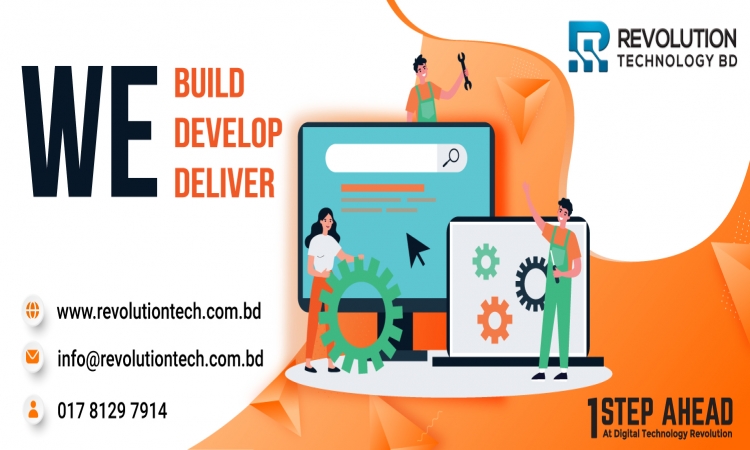 REVOLUTION
TECHNOLOGY BD
WE
BUILD
DEVELOP
DELIVER
www.revolutiontech.com.bd
info@revolutiontech.com.bd
017 8129 7914
1STEP AHEAD
At Digital Technology Revolution